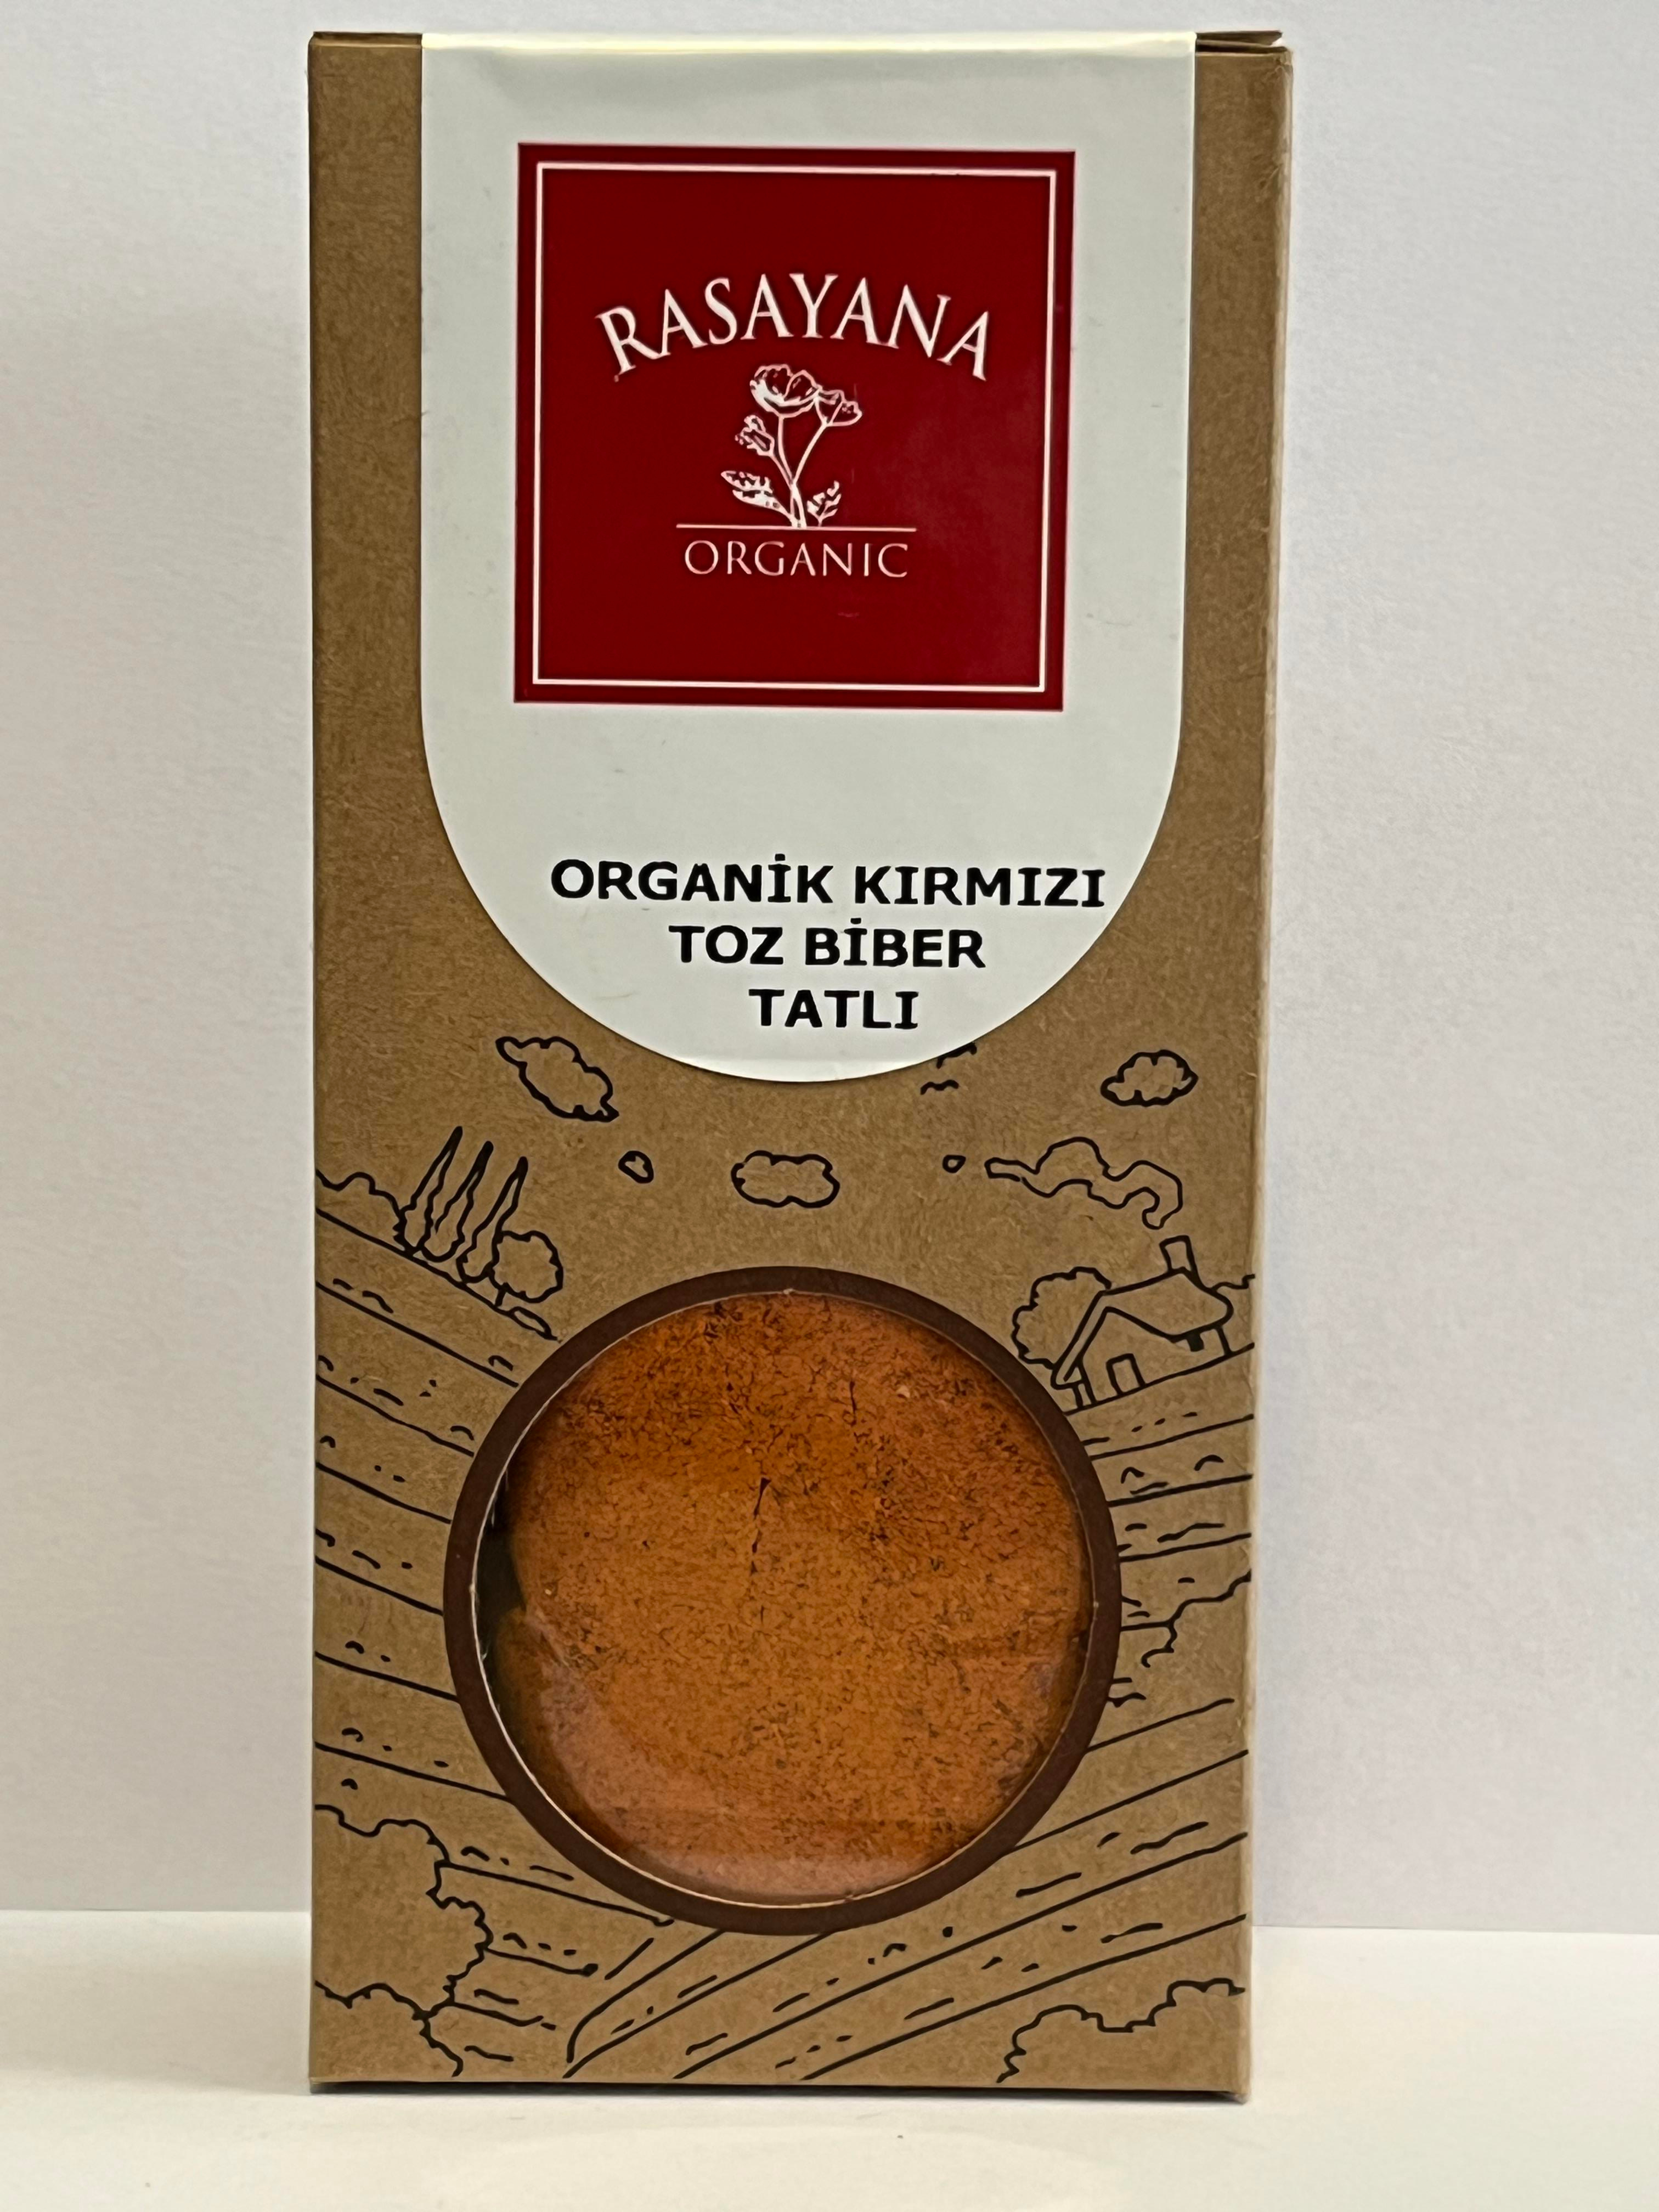 RASAYANA
ORGANIC
ORGANİK KIRMIZI
TOZ BİBER
TATLI